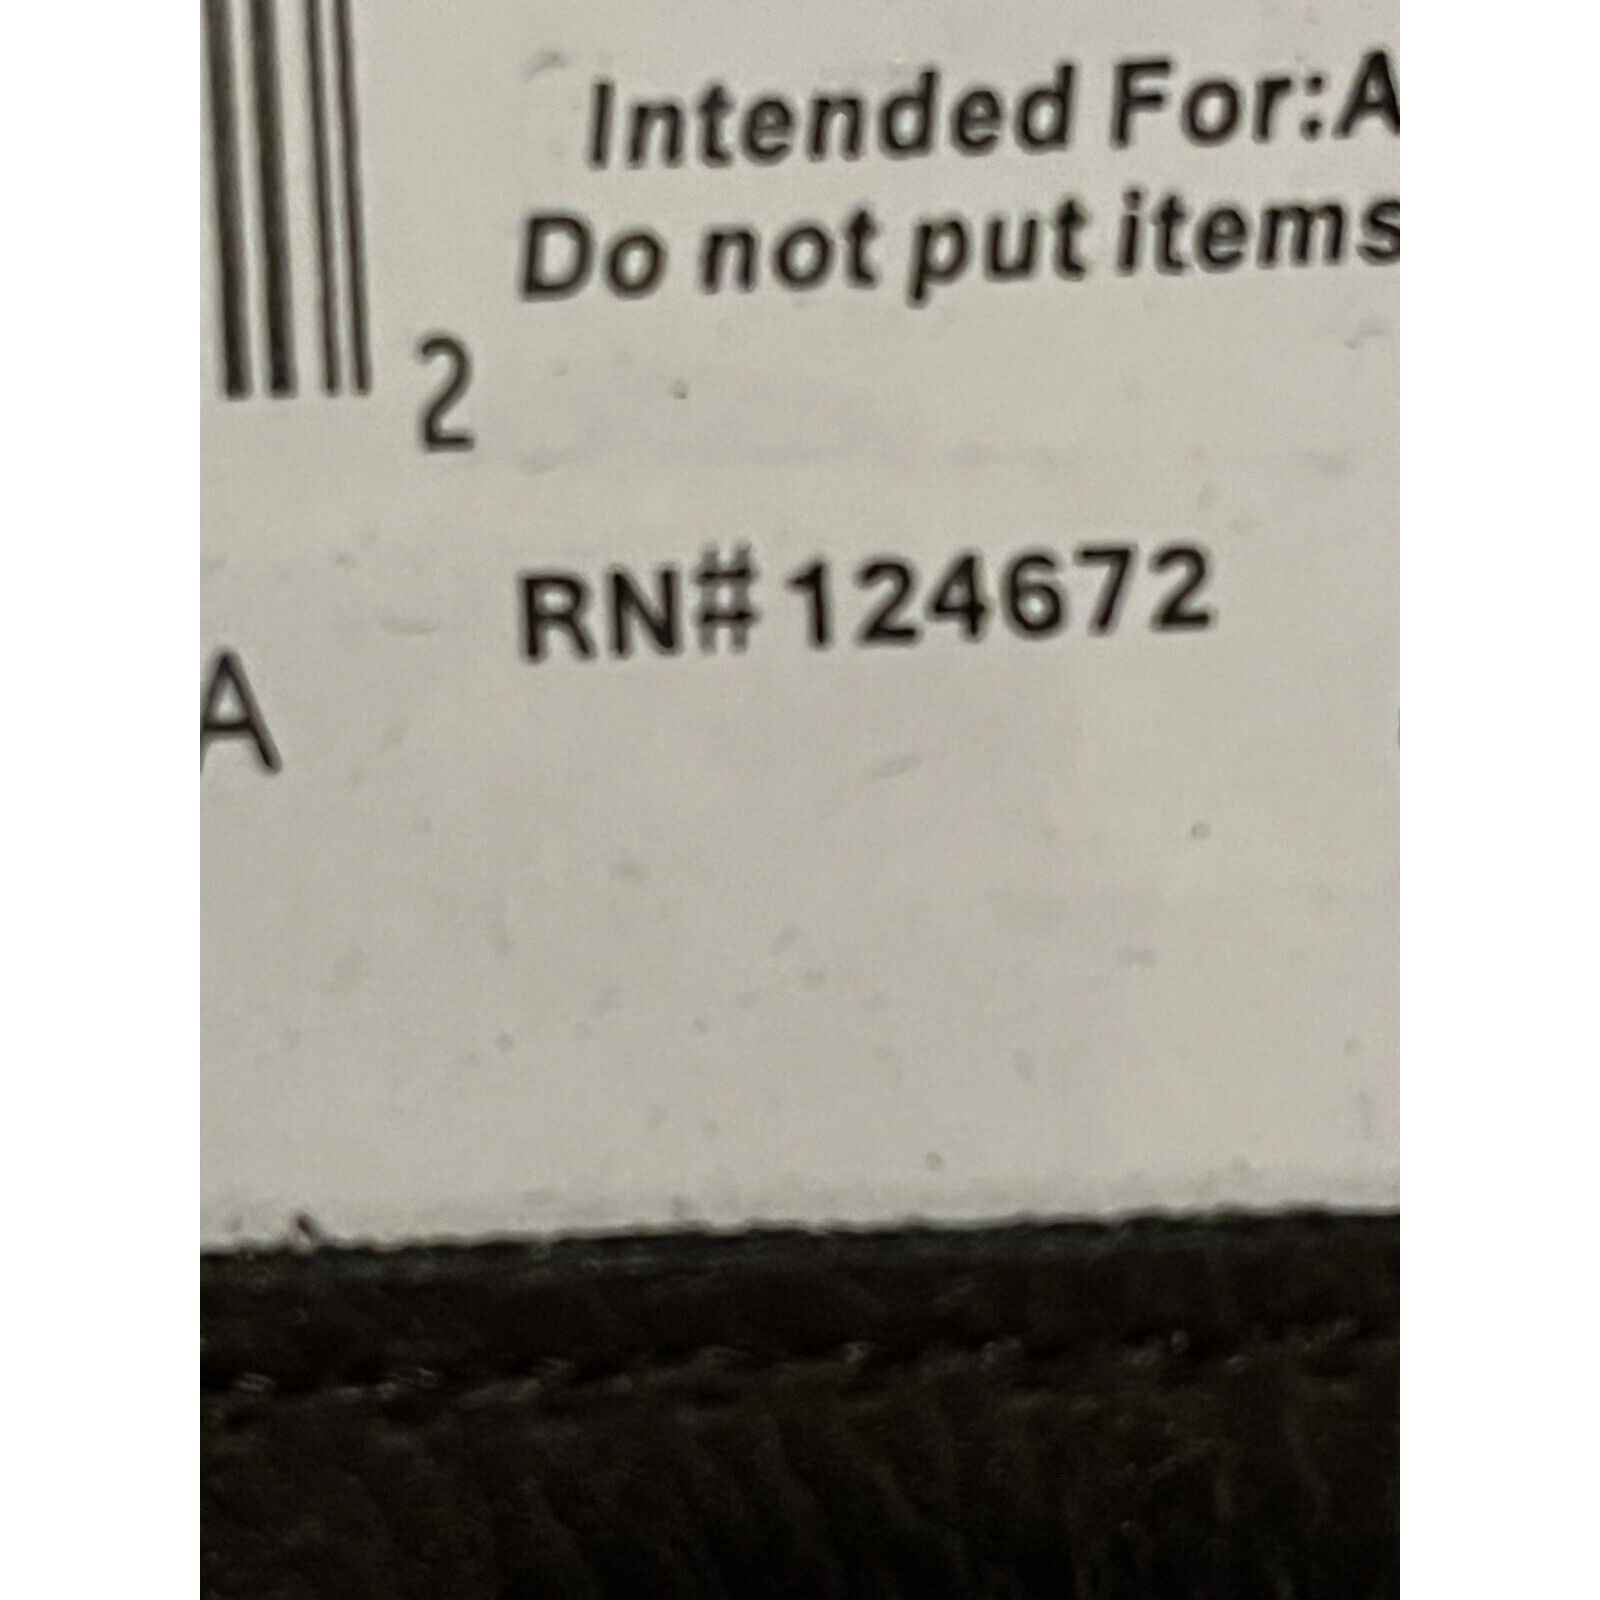 Intended For:A
Do not put items
2
RN# 124672
A